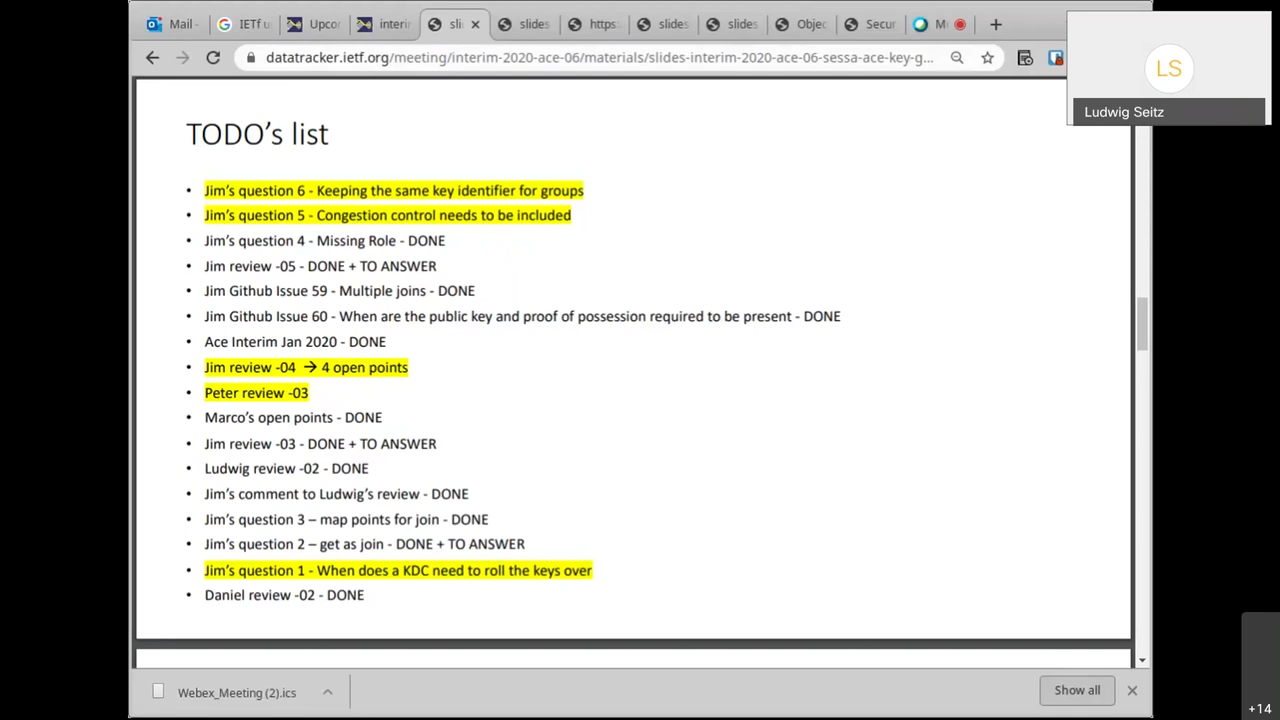 Mail -
IETf u
Upco
interi
sli
slides
https
slides
slides
Objec
Secur
M
datatracker.ietf.org/meeting/interim-2020-ace-06/materials/slides-interim-2020-ace-06-sessa-ace-key-g...
LS
Ludwig Seitz
TODO's list
• Jim's question 6 - Keeping the same key identifier for groups
• Jim's question 5 - Congestion control needs to be included
• Jim's question 4 - Missing Role - DONE
• Jim review -05 - DONE + TO ANSWER
• Jim Github Issue 59 - Multiple joins - DONE
• Jim Github Issue 60 - When are the public key and proof of possession required to be present - DONE
• Ace Interim Jan 2020 - DONE
• Jim review -04 → 4 open points
• Peter review -03
• Marco's open points - DONE
• Jim review -03 - DONE + TO ANSWER
• Ludwig review -02 - DONE
• Jim's comment to Ludwig's review - DONE
• Jim's question 3 – map points for join - DONE
• Jim's question 2 – get as join - DONE + TO ANSWER
• Jim's question 1 - When does a KDC need to roll the keys over
• Daniel review -02 - DONE
Webex_Meeting (2).ics
Show all
+14